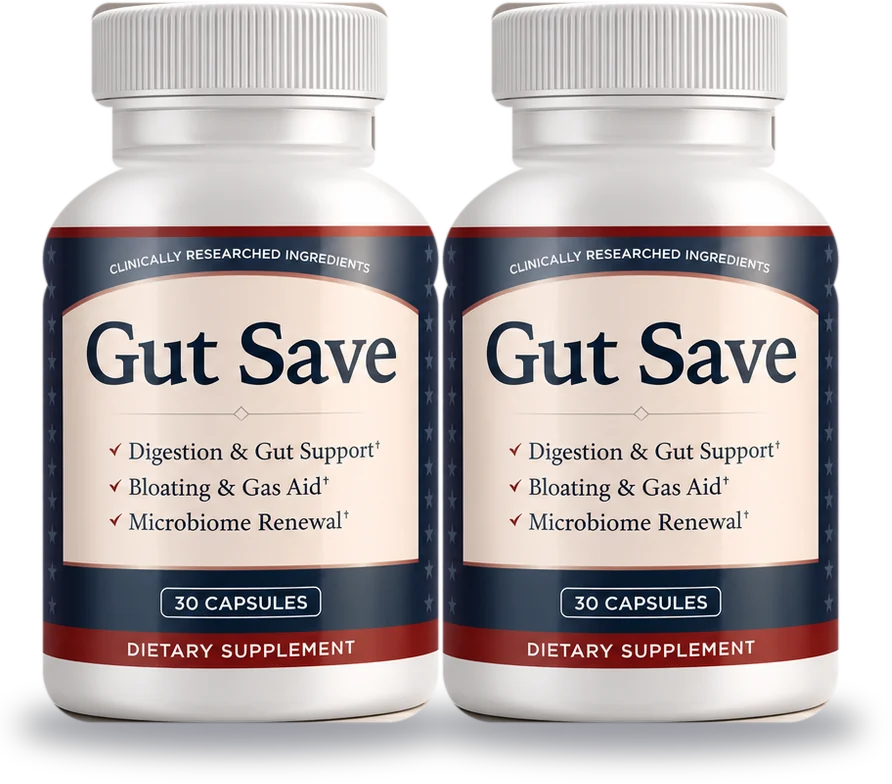 CLINICALLY RESEARCHED INGREDIENTS
Gut Save
✓ Digestion & Gut Support†
✓ Bloating & Gas Aid†
✓ Microbiome Renewal†
30 CAPSULES
DIETARY SUPPLEMENT
CLINICALLY RESEARCHED INGREDIENTS
Gut Save
✓ Digestion & Gut Support†
✓ Bloating & Gas Aid†
✓ Microbiome Renewal†
30 CAPSULES
DIETARY SUPPLEMENT